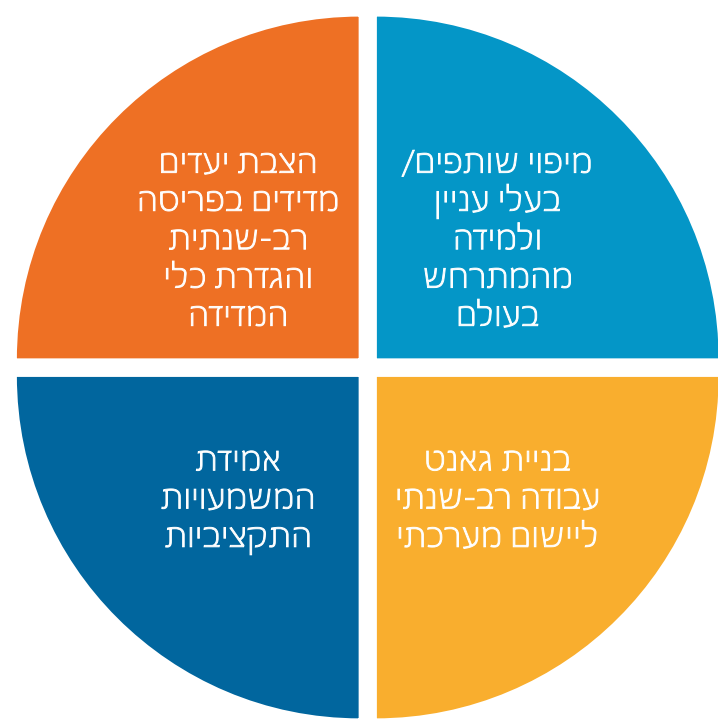 מיפוי שותפים/
בעלי עניין
ולמידה
מהמתרחש
בעולם
הצבת יעדים
מדידים בפריסה
רב-שנתית
והגדרת כלי
המדידה
בניית גאנט
עבודה רב-שנתי
ליישום מערכתי
אמידת
המשמעויות
התקציביות